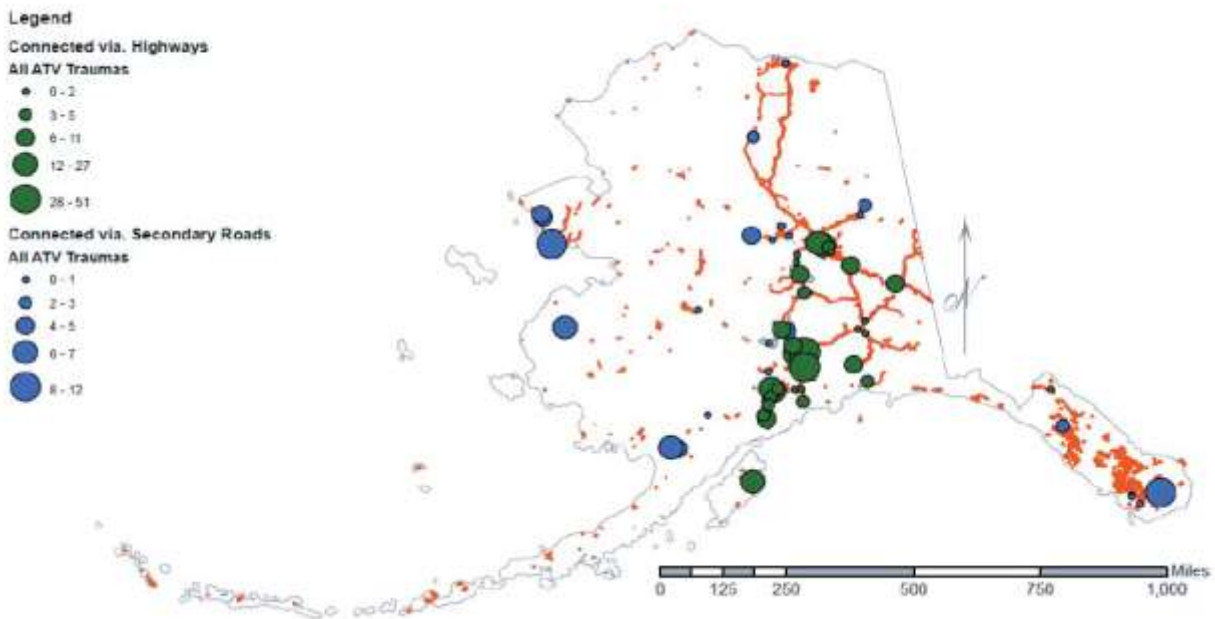 Legend
Connected via. Highways
All ATV Traumas
0 - 2
3 - 5
6 - 11
12 - 27
28 - 51
Connected via. Secondary Roads
All ATV Traumas
0 - 1
2 - 3
4 - 5
6 - 7
8 - 12
Miles
0 125 250 500 750 1,000